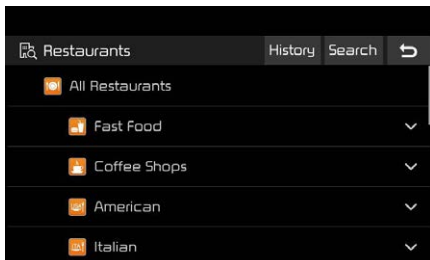 Restaurants History Search
All Restaurants
Fast Food
Coffee Shops
American
Italian